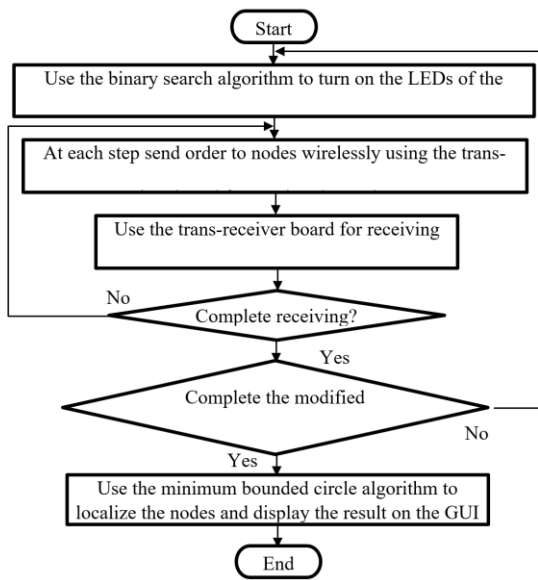 Start
Use the binary search algorithm to turn on the LEDs of the
At each step send order to nodes wirelessly using the trans-
Use the trans-receiver board for receiving
No
Complete receiving?
Yes
Complete the modified
No
Yes
Use the minimum bounded circle algorithm to
localize the nodes and display the result on the GUI
End